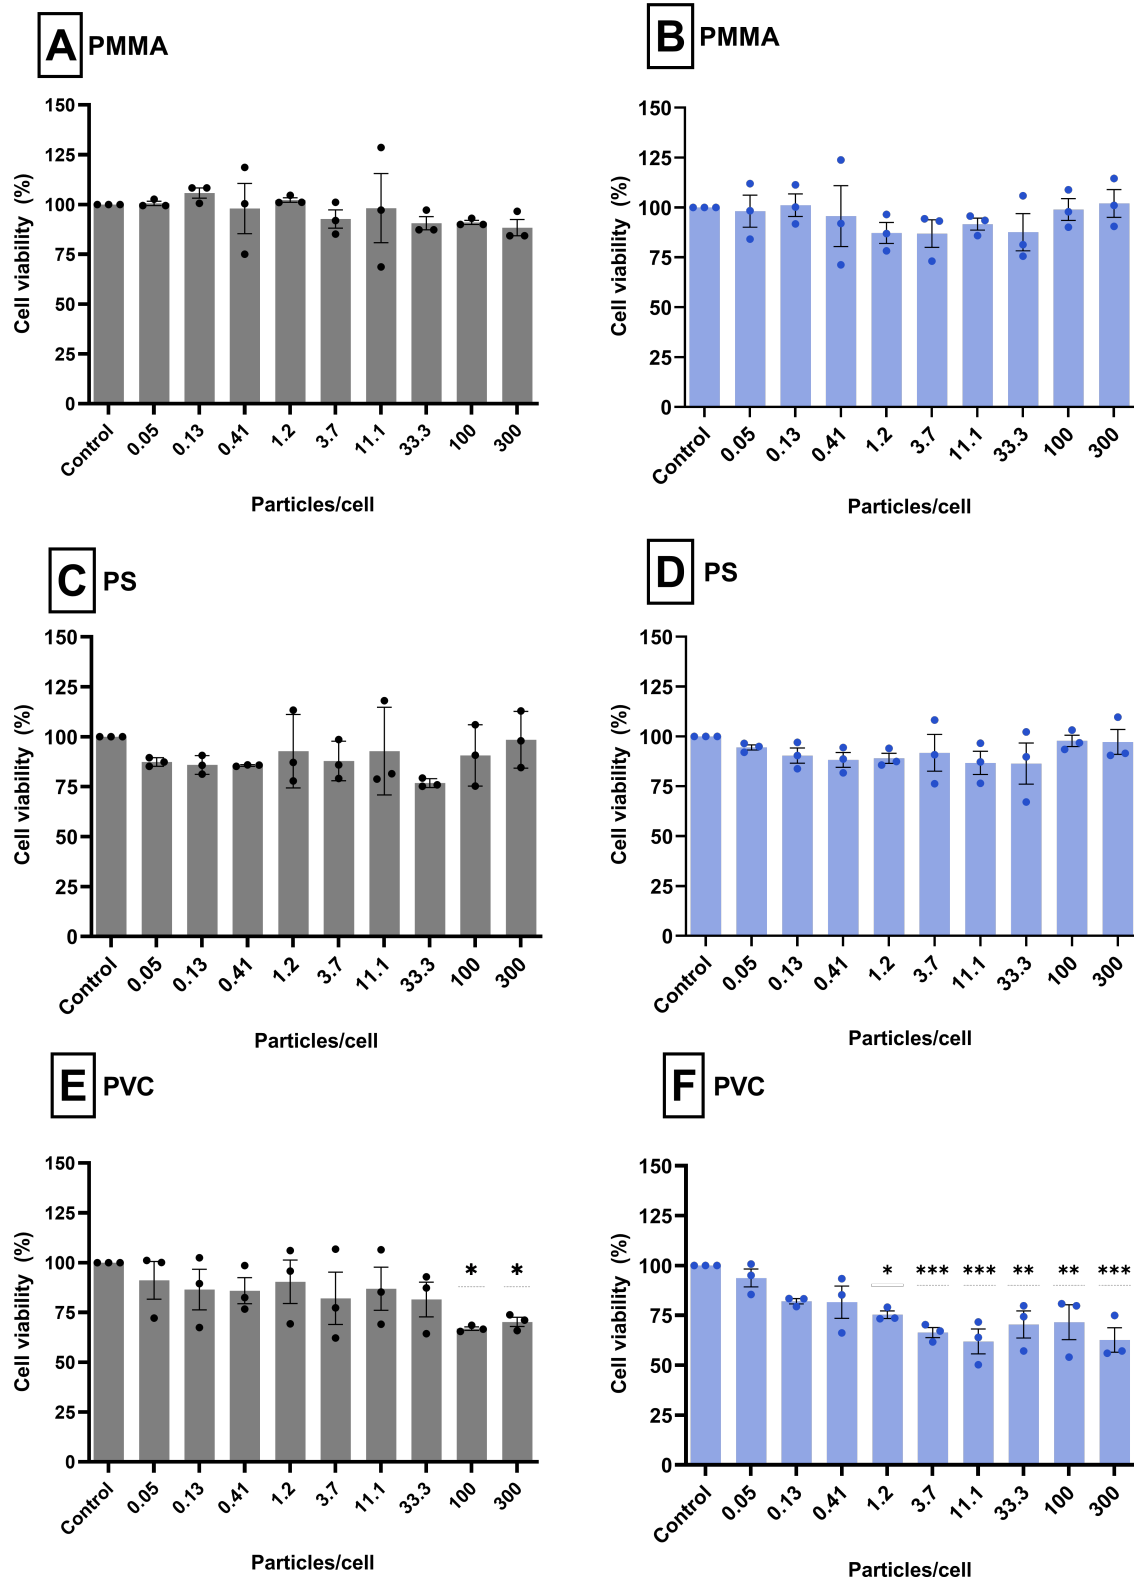 A PMMA
150
125
100
75
50
25
0
Cell viability (%)
Control 0.05 0.13 0.41 1.2 3.7 11.1 33.3 100 300
Particles/cell
B PMMA
150
125
100
75
50
25
0
Cell viability (%)
Control 0.05 0.13 0.41 1.2 3.7 11.1 33.3 100 300
Particles/cell
C PS
150
125
100
75
50
25
0
Cell viability (%)
Control 0.05 0.13 0.41 1.2 3.7 11.1 33.3 100 300
Particles/cell
D PS
150
125
100
75
50
25
0
Cell viability (%)
Control 0.05 0.13 0.41 1.2 3.7 11.1 33.3 100 300
Particles/cell
E PVC
150
125
100
75
50
25
0
Cell viability (%)
* *
Control 0.05 0.13 0.41 1.2 3.7 11.1 33.3 100 300
Particles/cell
F PVC
150
125
100
75
50
25
0
Cell viability (%)
* *** *** ** ** ***
Control 0.05 0.13 0.41 1.2 3.7 11.1 33.3 100 300
Particles/cell